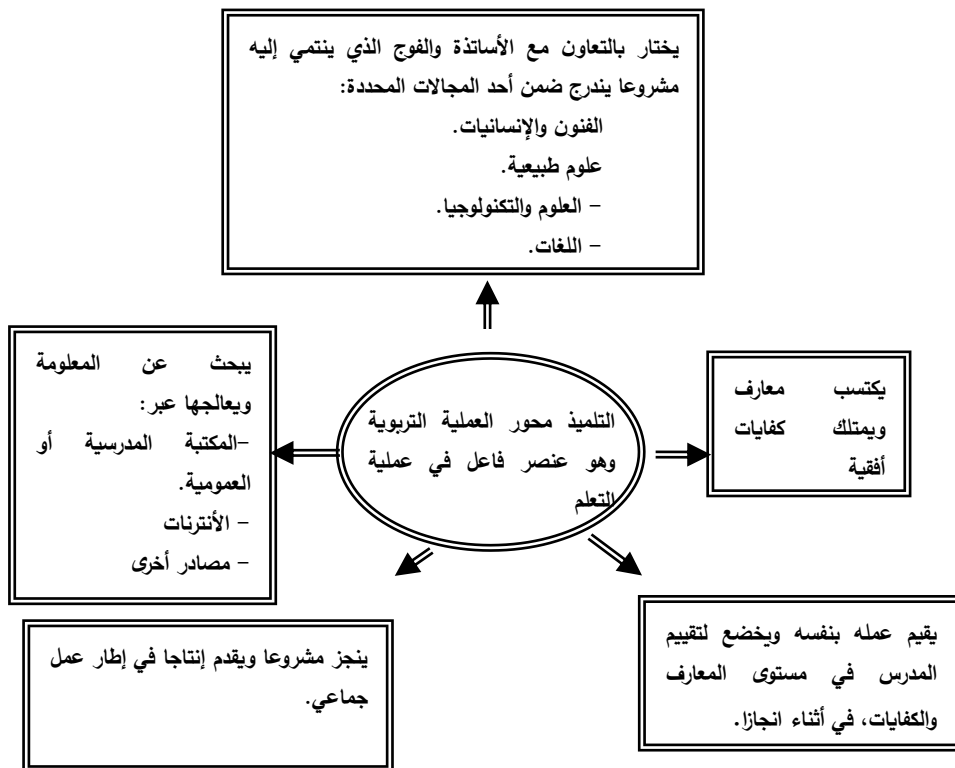 يختار بالتعاون مع الأساتذة والفوج الذي ينتمي إليه
مشروعا يندرج ضمن أحد المجالات المحددة:
الفنون والإنسانيات.
علوم طبيعية.
– العلوم والتكنولوجيا.
– اللغات.
يكتسب معارف
ويمتلك كفايات
أفقية
التلميذ محور العملية التربوية
وهو عنصر فاعل في عملية
التعلم
يبحث عن المعلومة
ويعالجها عبر:
–المكتبة المدرسية أو
العمومية.
– الأنترنات
– مصادر أخرى
يقيم عمله بنفسه ويخضع لتقييم
المدرس في مستوى المعارف
والكفايات، في أثناء انجازا.
ينجز مشروعا ويقدم إنتاجا في إطار عمل
جماعي.